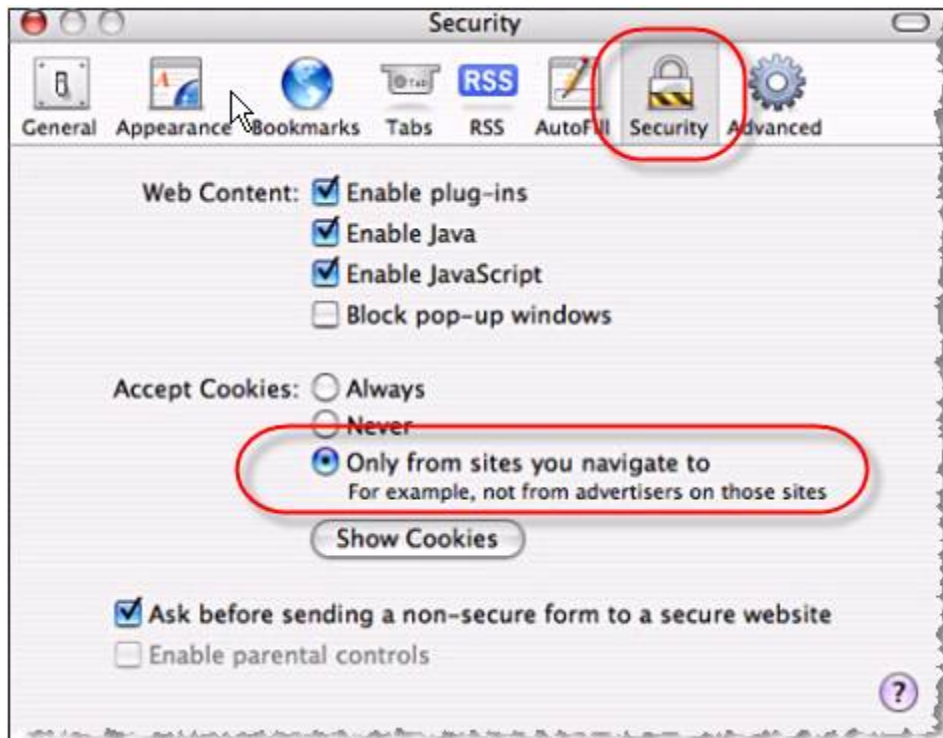 Security
General Appearance Bookmarks Tabs RSS AutoFill Security Advanced
Web Content: Enable plug-ins
Enable Java
Enable JavaScript
Block pop-up windows
Accept Cookies: Always
Never
Only from sites you navigate to
For example, not from advertisers on those sites
Show Cookies
Ask before sending a non-secure form to a secure website
Enable parental controls
?